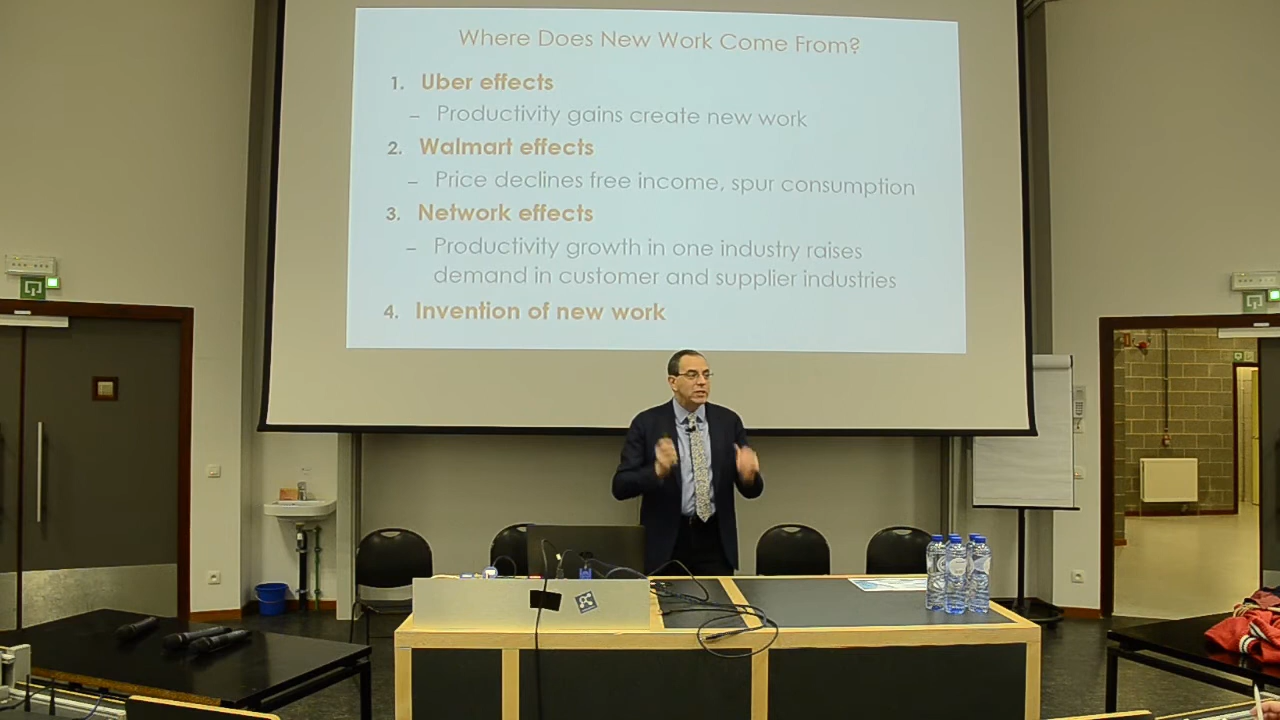 Where Does New Work Come From?
1. Uber effects
– Productivity gains create new work
2. Walmart effects
– Price declines free income, spur consumption
3. Network effects
– Productivity growth in one industry raises
demand in customer and supplier industries
4. Invention of new work